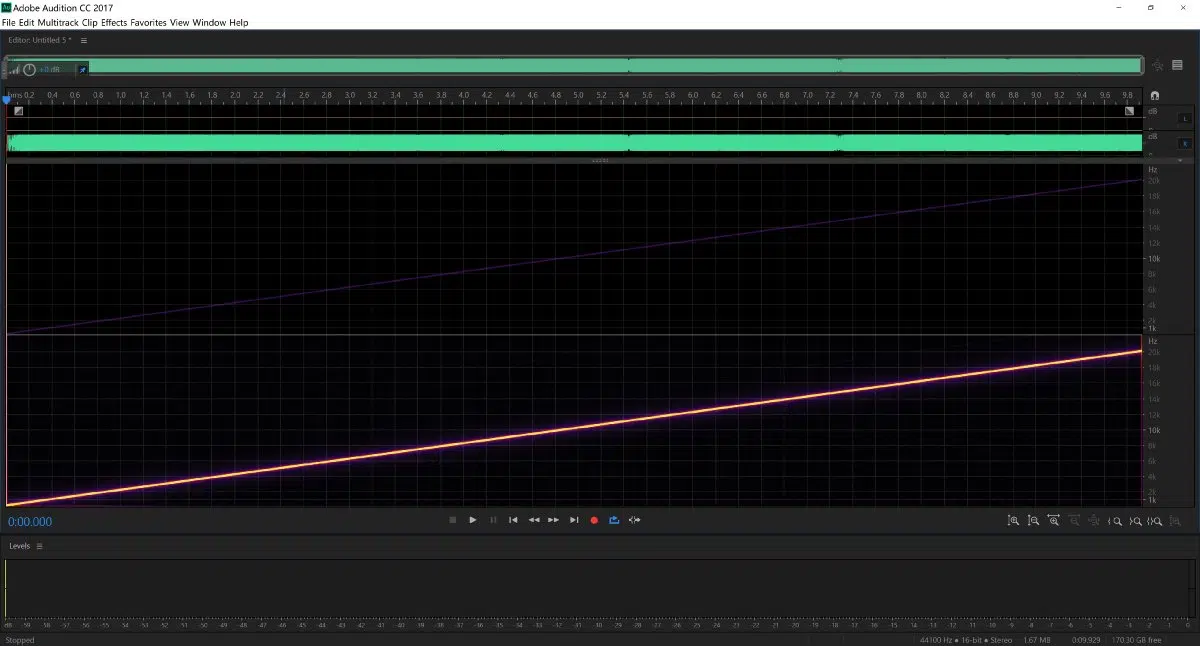 Adobe Audition CC 2017
File Edit Multitrack Clip Effects Favorites View Window Help
Editor: Untitled 5 *
+0 dB
hms 0.2 0.4 0.6 0.8 1.0 1.2 1.4 1.6 1.8 2.0 2.2 2.4 2.6 2.8 3.0 3.2 3.4 3.6 3.8 4.0 4.2 4.4 4.6 4.8 5.0 5.2 5.4 5.6 5.8 6.0 6.2 6.4 6.6 6.8 7.0 7.2 7.4 7.6 7.8 8.0 8.2 8.4 8.6 8.8 9.0 9.2 9.4 9.6 9.8
dB
L
dB
R
Hz
20k
18k
16k
14k
12k
10k
8k
6k
4k
2k
1k
Hz
20k
18k
16k
14k
12k
10k
8k
6k
4k
2k
1k
0:00.000
Levels
dB -59 -58 -57 -56 -55 -54 -53 -52 -51 -50 -49 -48 -47 -46 -45 -44 -43 -42 -41 -40 -39 -38 -37 -36 -35 -34 -33 -32 -31 -30 -29 -28 -27 -26 -25 -24 -23 -22 -21 -20 -19 -18 -17 -16 -15 -14 -13 -12 -11 -10 -9 -8 -7 -6 -5 -4 -3 -2 -1 0
Stopped
44100 Hz ● 16-bit ● Stereo 1.67 MB 0:09.929 170.30 GB free